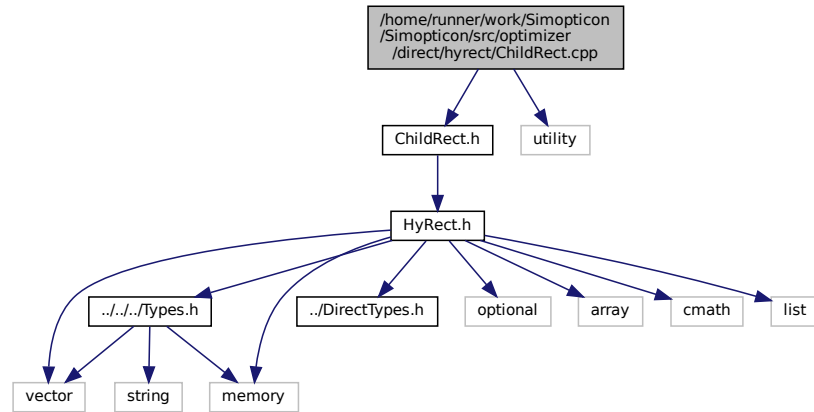 /home/runner/work/Simopticon
/Simopticon/src/optimizer
/direct/hyrect/ChildRect.cpp
ChildRect.h
utility
HyRect.h
../../../Types.h
../DirectTypes.h
optional
array
cmath
list
vector
string
memory